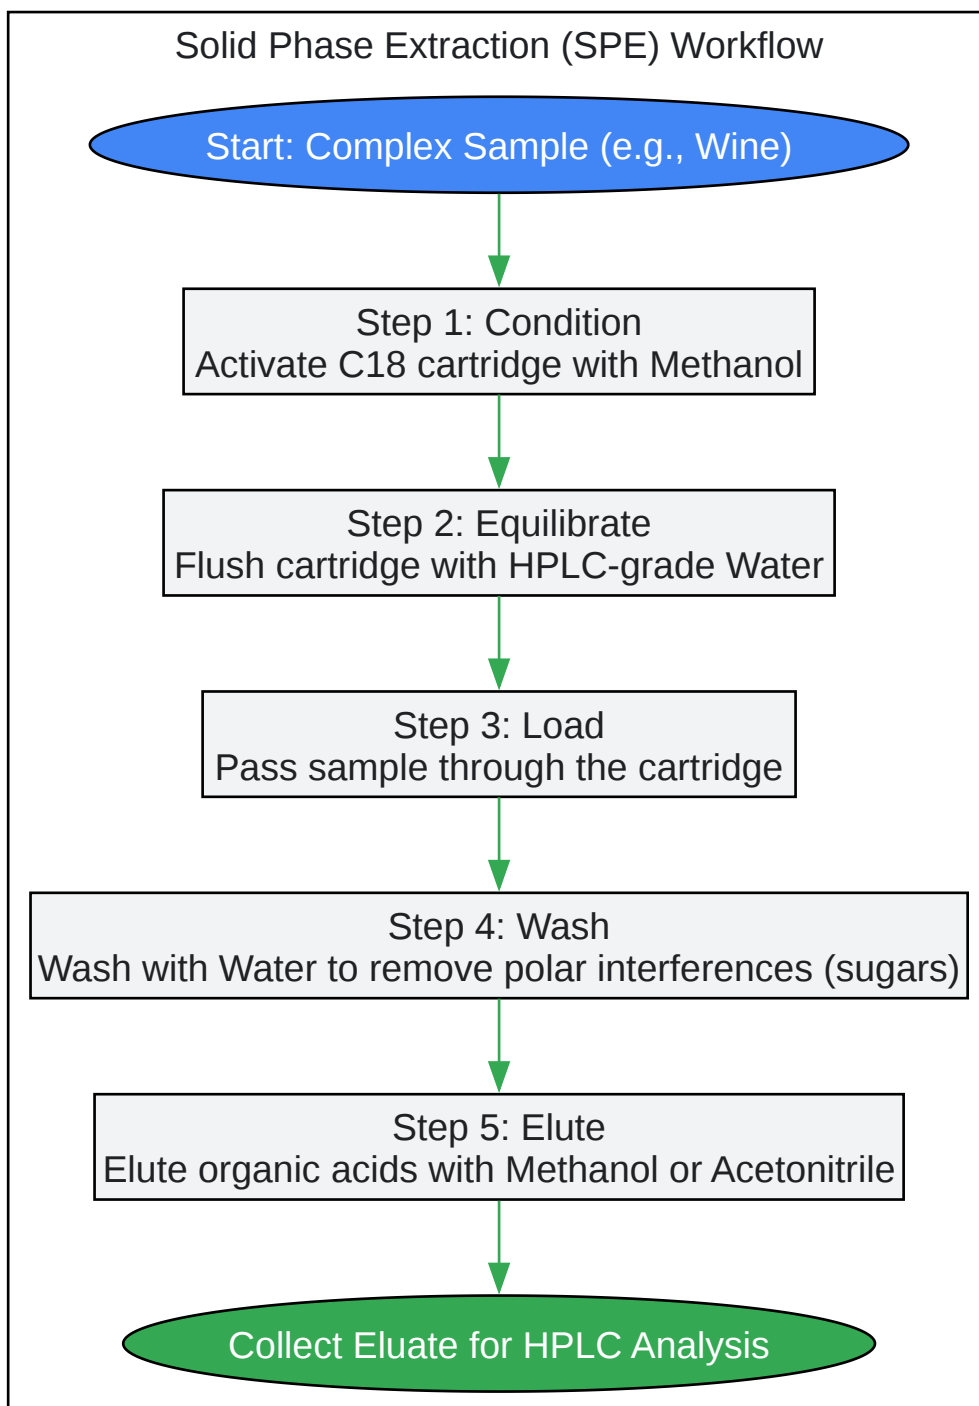 Solid Phase Extraction (SPE) Workflow
Start: Complex Sample (e.g., Wine)
Step 1: Condition
Activate C18 cartridge with Methanol
Step 2: Equilibrate
Flush cartridge with HPLC-grade Water
Step 3: Load
Pass sample through the cartridge
Step 4: Wash
Wash with Water to remove polar interferences (sugars)
Step 5: Elute
Elute organic acids with Methanol or Acetonitrile
Collect Eluate for HPLC Analysis